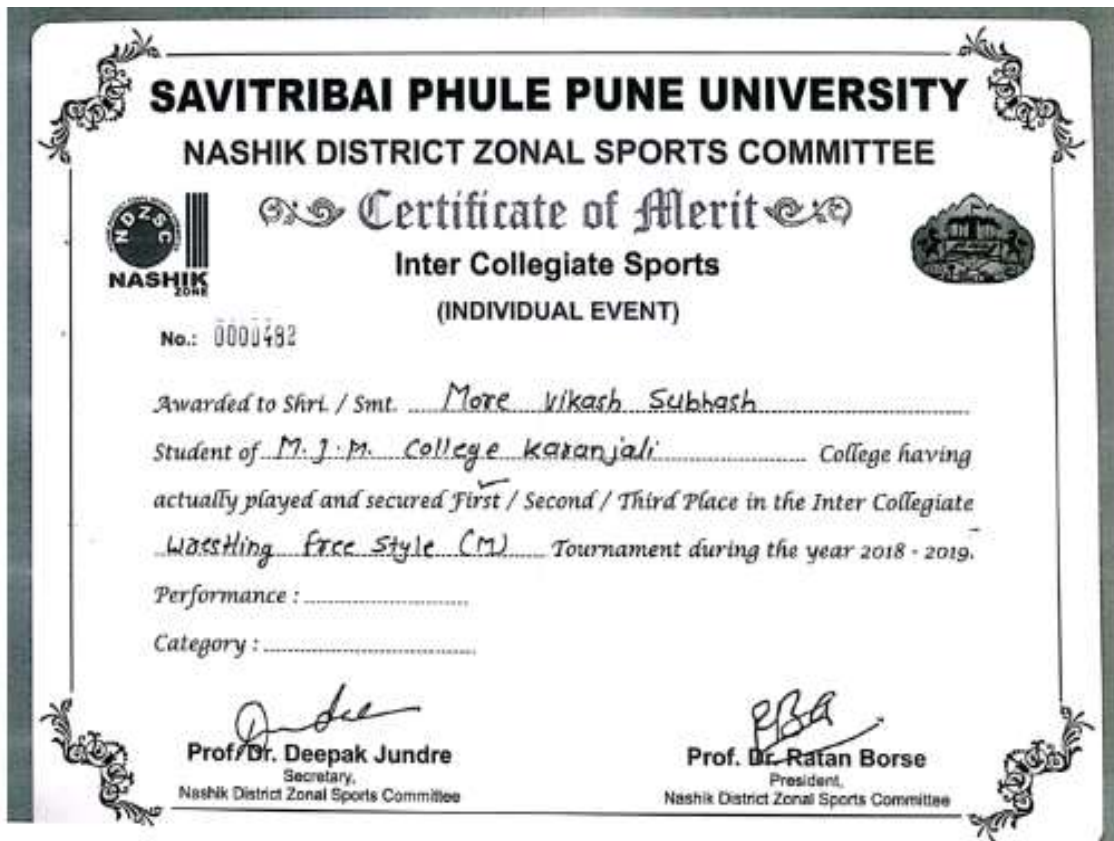 SAVITRIBAI PHULE PUNE UNIVERSITY
NASHIK DISTRICT ZONAL SPORTS COMMITTEE
Certificate of Merit
NDZSC
NASHIK
ZONE
Inter Collegiate Sports
(INDIVIDUAL EVENT)
No.: 0000482
Awarded to Shri. / Smt. More Vikash Subhash
Student of M.J.M. College Karanjali College having
actually played and secured First / Second / Third Place in the Inter Collegiate
Wrestling free Style (M) Tournament during the year 2018 - 2019.
Performance :
Category :
Prof. Dr. Deepak Jundre
Secretary,
Nashik District Zonal Sports Committee
Prof. Dr. Ratan Borse
President,
Nashik District Zonal Sports Committee